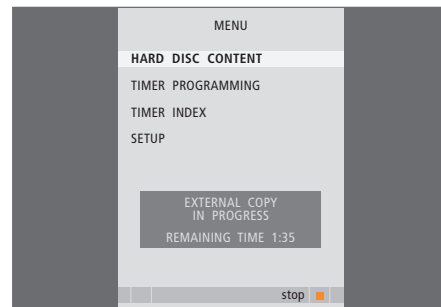 MENU
HARD DISC CONTENT
TIMER PROGRAMMING
TIMER INDEX
SETUP
EXTERNAL COPY
IN PROGRESS
REMAINING TIME 1:35
stop